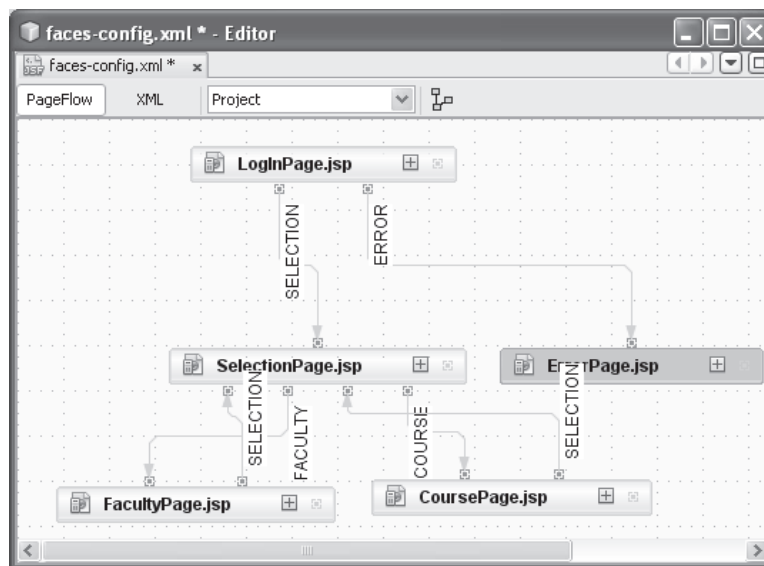 faces-config.xml * - Editor
faces-config.xml * x
PageFlow XML Project
LogInPage.jsp
SELECTION
ERROR
SelectionPage.jsp
ErrorPage.jsp
SELECTION
FACULTY
COURSE
SELECTION
FacultyPage.jsp
CoursePage.jsp